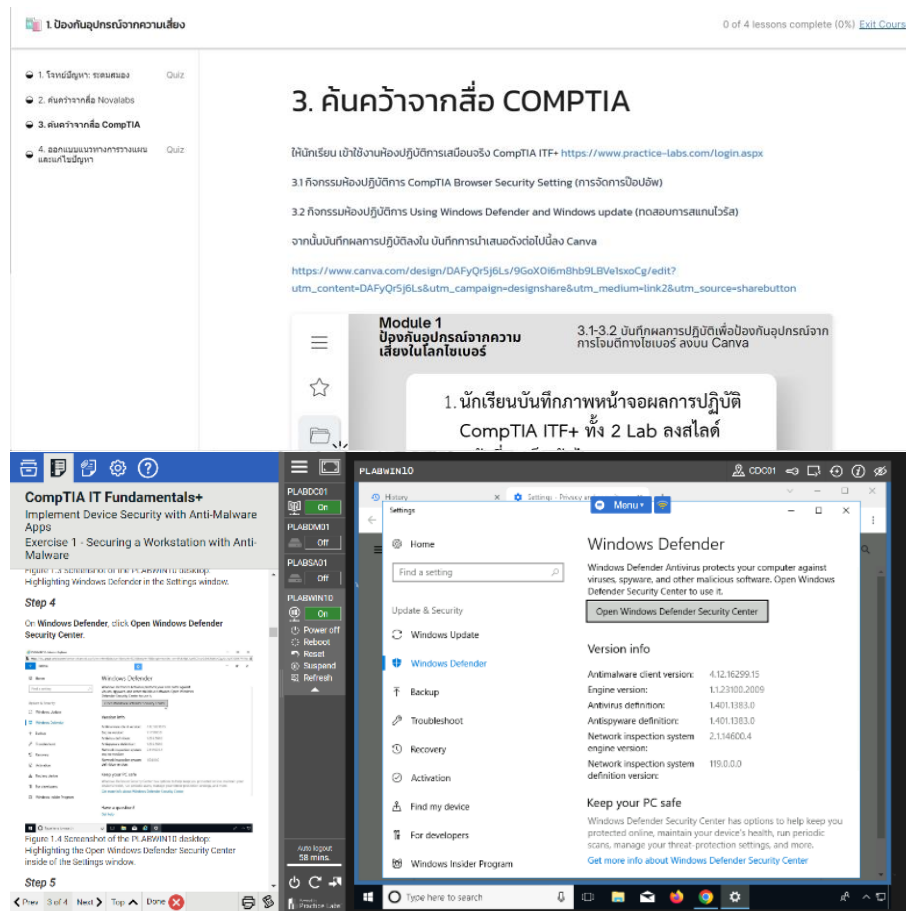 1. ป้องกันอุปกรณ์จากความเสี่ยง
0 of 4 lessons complete (0%) Exit Cours
1. โจทย์ปัญหา: ระดมสมอง Quiz
2. ค้นคว้าจากสื่อ Novalabs
3. ค้นคว้าจากสื่อ CompTIA
4. ออกแบบแนวทางการวางแผน Quiz
และแก้ไขปัญหา
3. ค้นคว้าจากสื่อ COMPTIA
ให้นักเรียน เข้าใช้งานห้องปฏิบัติการเสมือนจริง CompTIA ITF+ https://www.practice-labs.com/login.aspx
3.1 กิจกรรมห้องปฏิบัติการ CompTIA Browser Security Setting (การจัดการป๊อปอัพ)
3.2 กิจกรรมห้องปฏิบัติการ Using Windows Defender and Windows update (ทดสอบการสแกนไวรัส)
จากนั้นบันทึกผลการปฏิบัติลงใน บันทึกการนำเสนอดังต่อไปนี้ลง Canva
https://www.canva.com/design/DAFyQr5j6Ls/9GoXOi6m8hb9LBVe1sxoCg/edit?
utm_content=DAFyQr5j6Ls&utm_campaign=designshare&utm_medium=link2&utm_source=sharebutton
Module 1
ป้องกันอุปกรณ์จากความ
เสี่ยงในโลกไซเบอร์
3.1-3.2 บันทึกผลการปฏิบัติเพื่อป้องกันอุปกรณ์จาก
การโจมตีทางไซเบอร์ ลงบน Canva
1. นักเรียนบันทึกภาพหน้าจอผลการปฏิบัติ
CompTIA ITF+ ทั้ง 2 Lab ลงสไลด์
CompTIA IT Fundamentals+
Implement Device Security with Anti-Malware
Apps
Exercise 1 - Securing a Workstation with Anti-
Malware
Figure 1.3 Screenshot of the PLABWIN10 desktop:
Highlighting Windows Defender in the Settings window.
Step 4
On Windows Defender, click Open Windows Defender
Security Center.
Figure 1.4 Screenshot of the PLABWIN10 desktop:
Highlighting the Open Windows Defender Security Center
inside of the Settings window.
Step 5
Prev 3 of 4 Next Top Done
PLABDC01
On
PLABDM01
Off
PLABSA01
Off
PLABWIN10
On
Power off
Reboot
Reset
Suspend
Refresh
Auto logout
58 mins.
Practice Labs
PLABWIN10
CDC01
History
Settings - Privacy and
Menu
Settings
Home
Find a setting
Update & Security
Windows Update
Windows Defender
Backup
Troubleshoot
Recovery
Activation
Find my device
For developers
Windows Insider Program
Windows Defender
Windows Defender Antivirus protects your computer against
viruses, spyware, and other malicious software. Open Windows
Defender Security Center to use it.
Open Windows Defender Security Center
Version info
Antimalware client version: 4.12.16299.15
Engine version: 1.1.23100.2009
Antivirus definition: 1.401.1383.0
Antispyware definition: 1.401.1383.0
Network inspection system 2.1.14600.4
engine version:
Network inspection system 119.0.0.0
definition version:
Keep your PC safe
Windows Defender Security Center has options to help keep you
protected online, maintain your device's health, run periodic
scans, manage your threat-protection settings, and more.
Get more info about Windows Defender Security Center
Type here to search